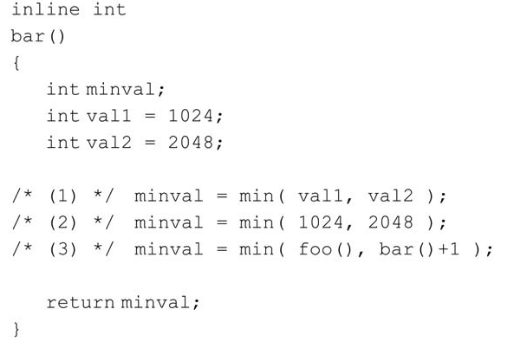 inline int
bar()
{
int minval;
int val1 = 1024;
int val2 = 2048;
/* (1) */ minval = min( val1, val2 );
/* (2) */ minval = min( 1024, 2048 );
/* (3) */ minval = min( foo(), bar()+1 );
return minval;
}